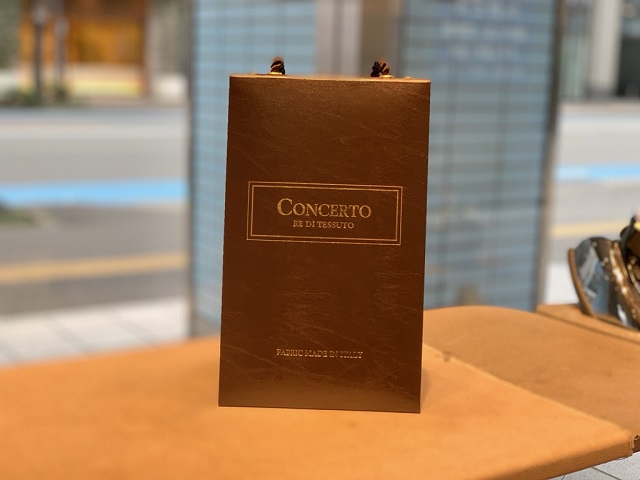 CONCERTO
RE DI TESSUTO
FABRIC MADE IN ITALY